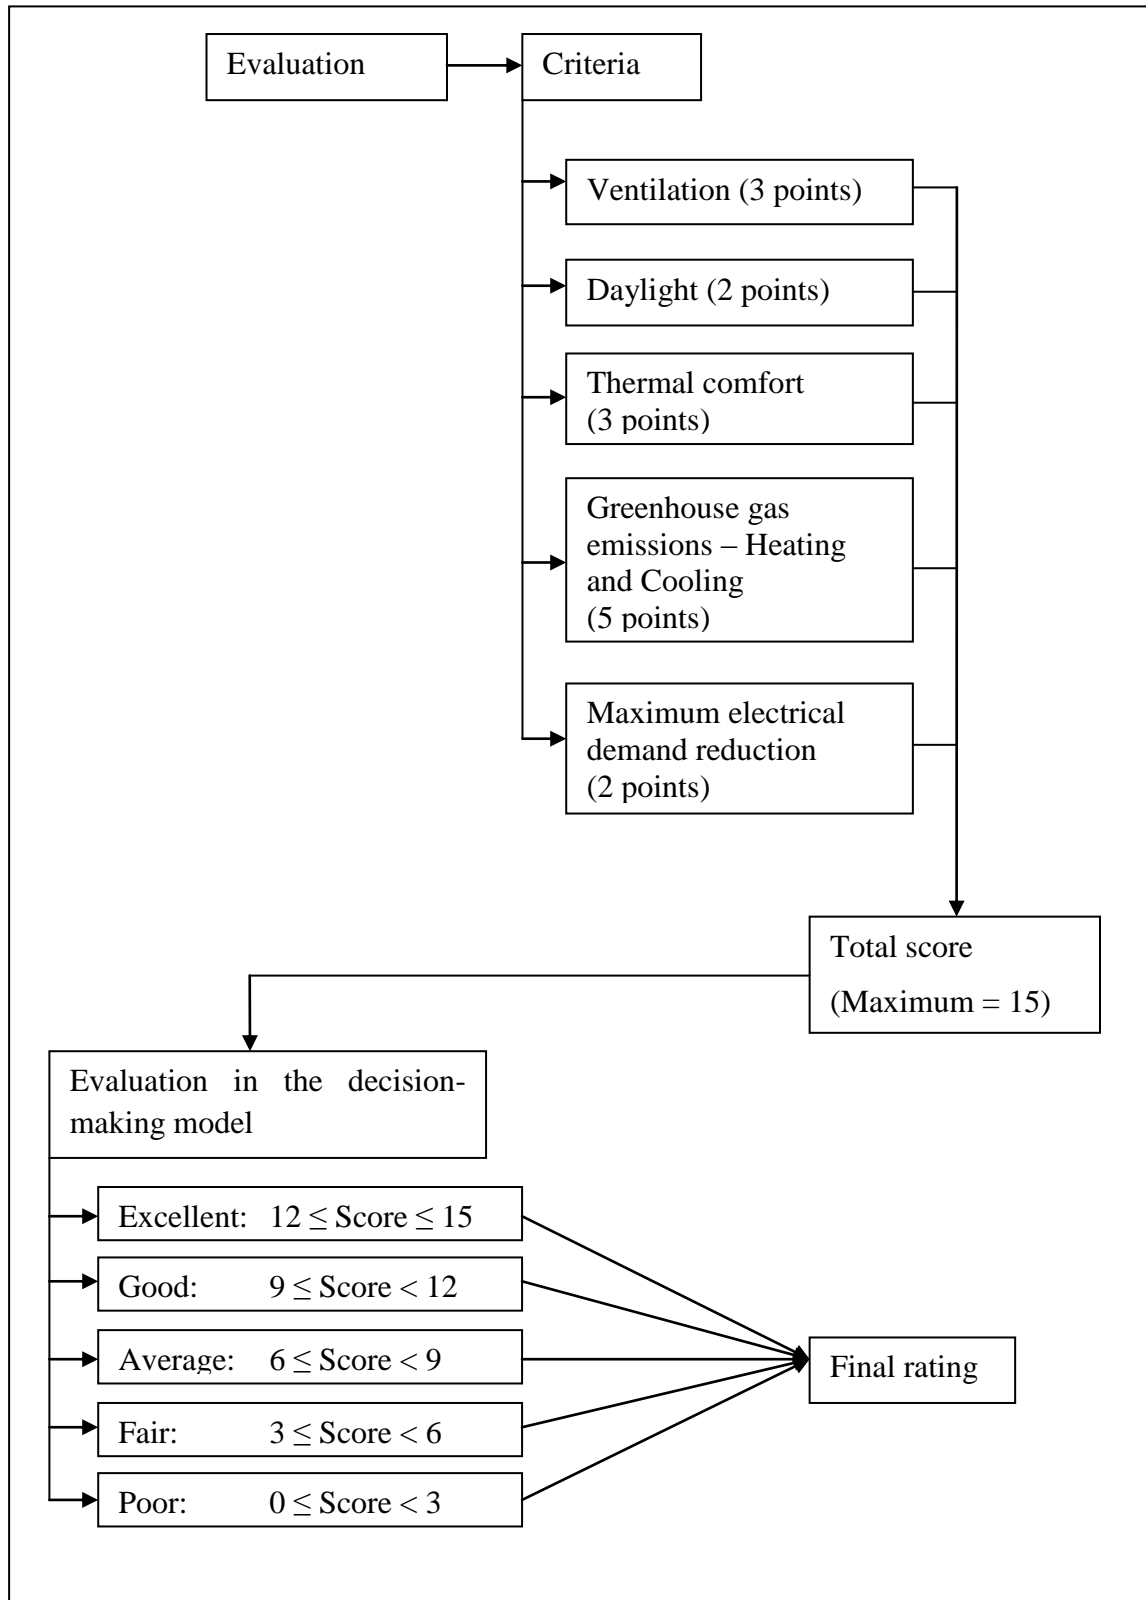 Evaluation
Criteria
Ventilation (3 points)
Daylight (2 points)
Thermal comfort
(3 points)
Greenhouse gas
emissions – Heating
and Cooling
(5 points)
Maximum electrical
demand reduction
(2 points)
Total score
(Maximum = 15)
Evaluation in the decision-
making model
Excellent: 12 ≤ Score ≤ 15
Good: 9 ≤ Score < 12
Average: 6 ≤ Score < 9
Fair: 3 ≤ Score < 6
Poor: 0 ≤ Score < 3
Final rating